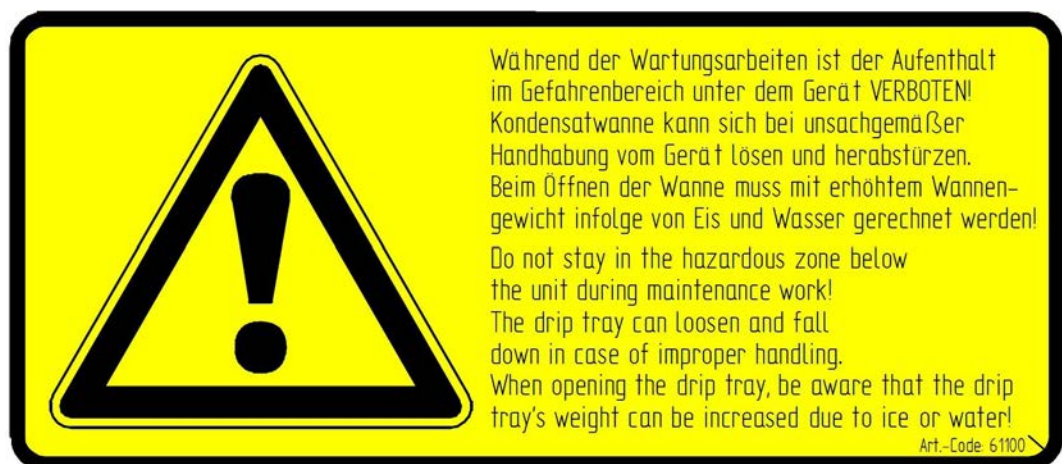 Während der Wartungsarbeiten ist der Aufenthalt
im Gefahrenbereich unter dem Gerät VERBOTEN!
Kondensatwanne kann sich bei unsachgemäßer
Handhabung vom Gerät lösen und herabstürzen.
Beim Öffnen der Wanne muss mit erhöhtem Wannen-
gewicht infolge von Eis und Wasser gerechnet werden!
Do not stay in the hazardous zone below
the unit during maintenance work!
The drip tray can loosen and fall
down in case of improper handling.
When opening the drip tray, be aware that the drip
tray's weight can be increased due to ice or water!
Art.-Code: 61100